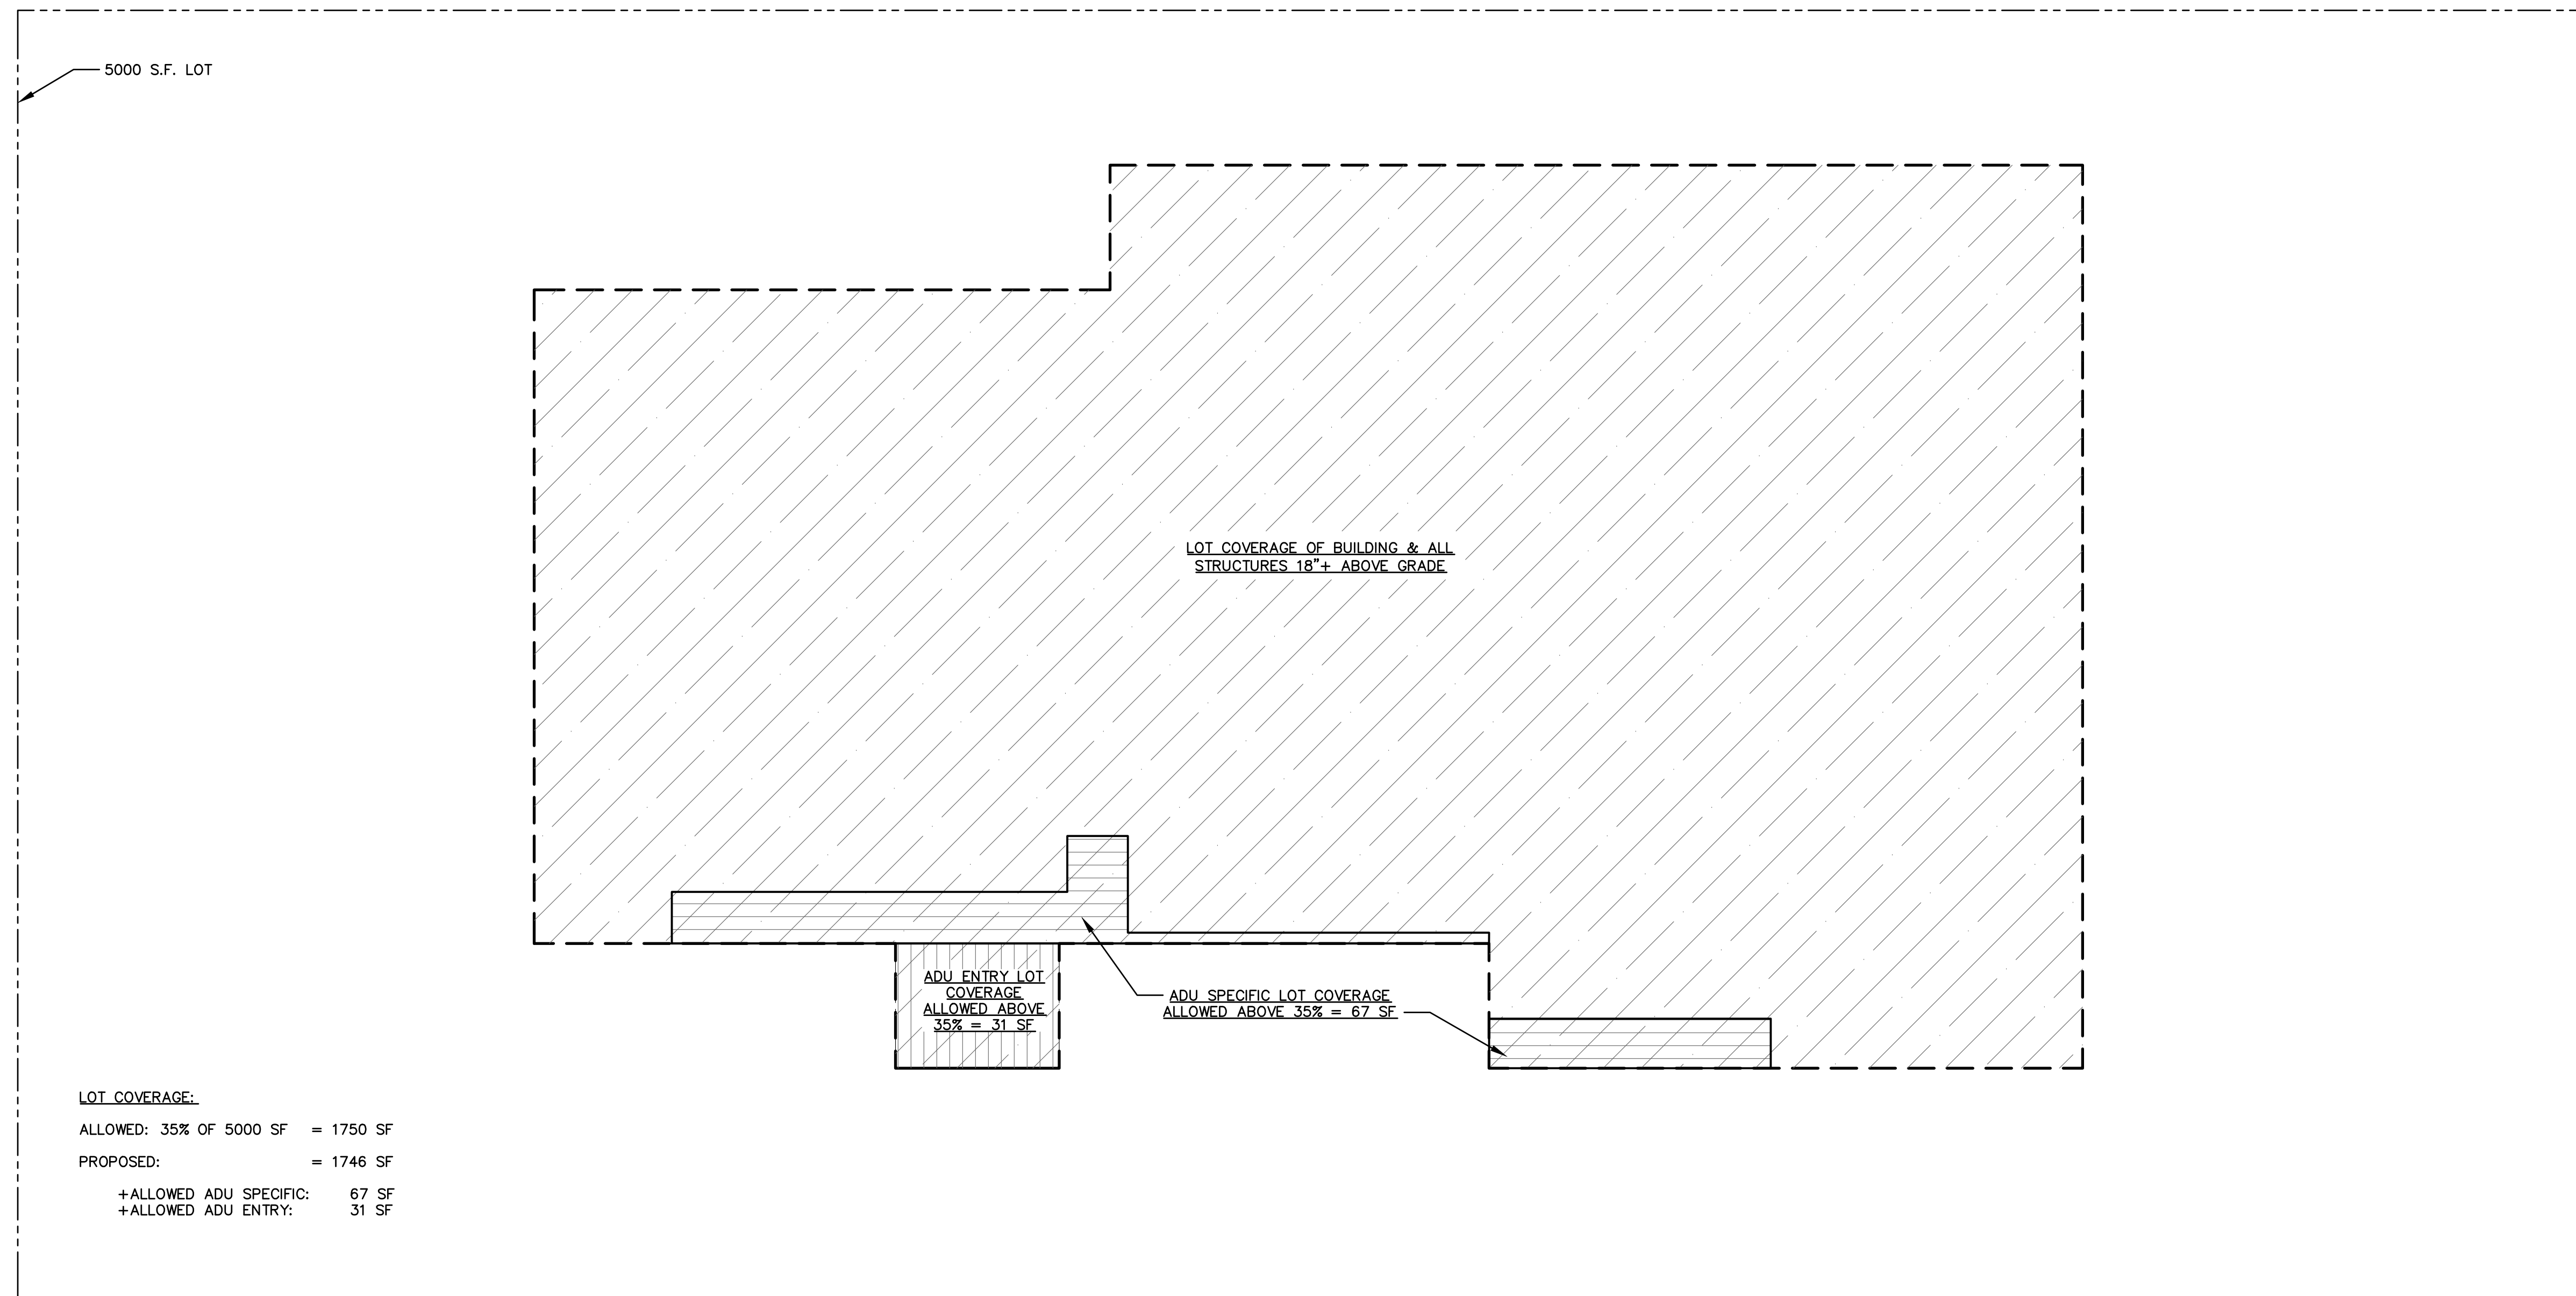 5000 S.F. LOT
LOT COVERAGE OF BUILDING & ALL
STRUCTURES 18"+ ABOVE GRADE
ADU ENTRY LOT
COVERAGE
ALLOWED ABOVE
35% = 31 SF
ADU SPECIFIC LOT COVERAGE
ALLOWED ABOVE 35% = 67 SF
LOT COVERAGE:
ALLOWED: 35% OF 5000 SF = 1750 SF
PROPOSED: = 1746 SF
+ALLOWED ADU SPECIFIC: 67 SF
+ALLOWED ADU ENTRY: 31 SF